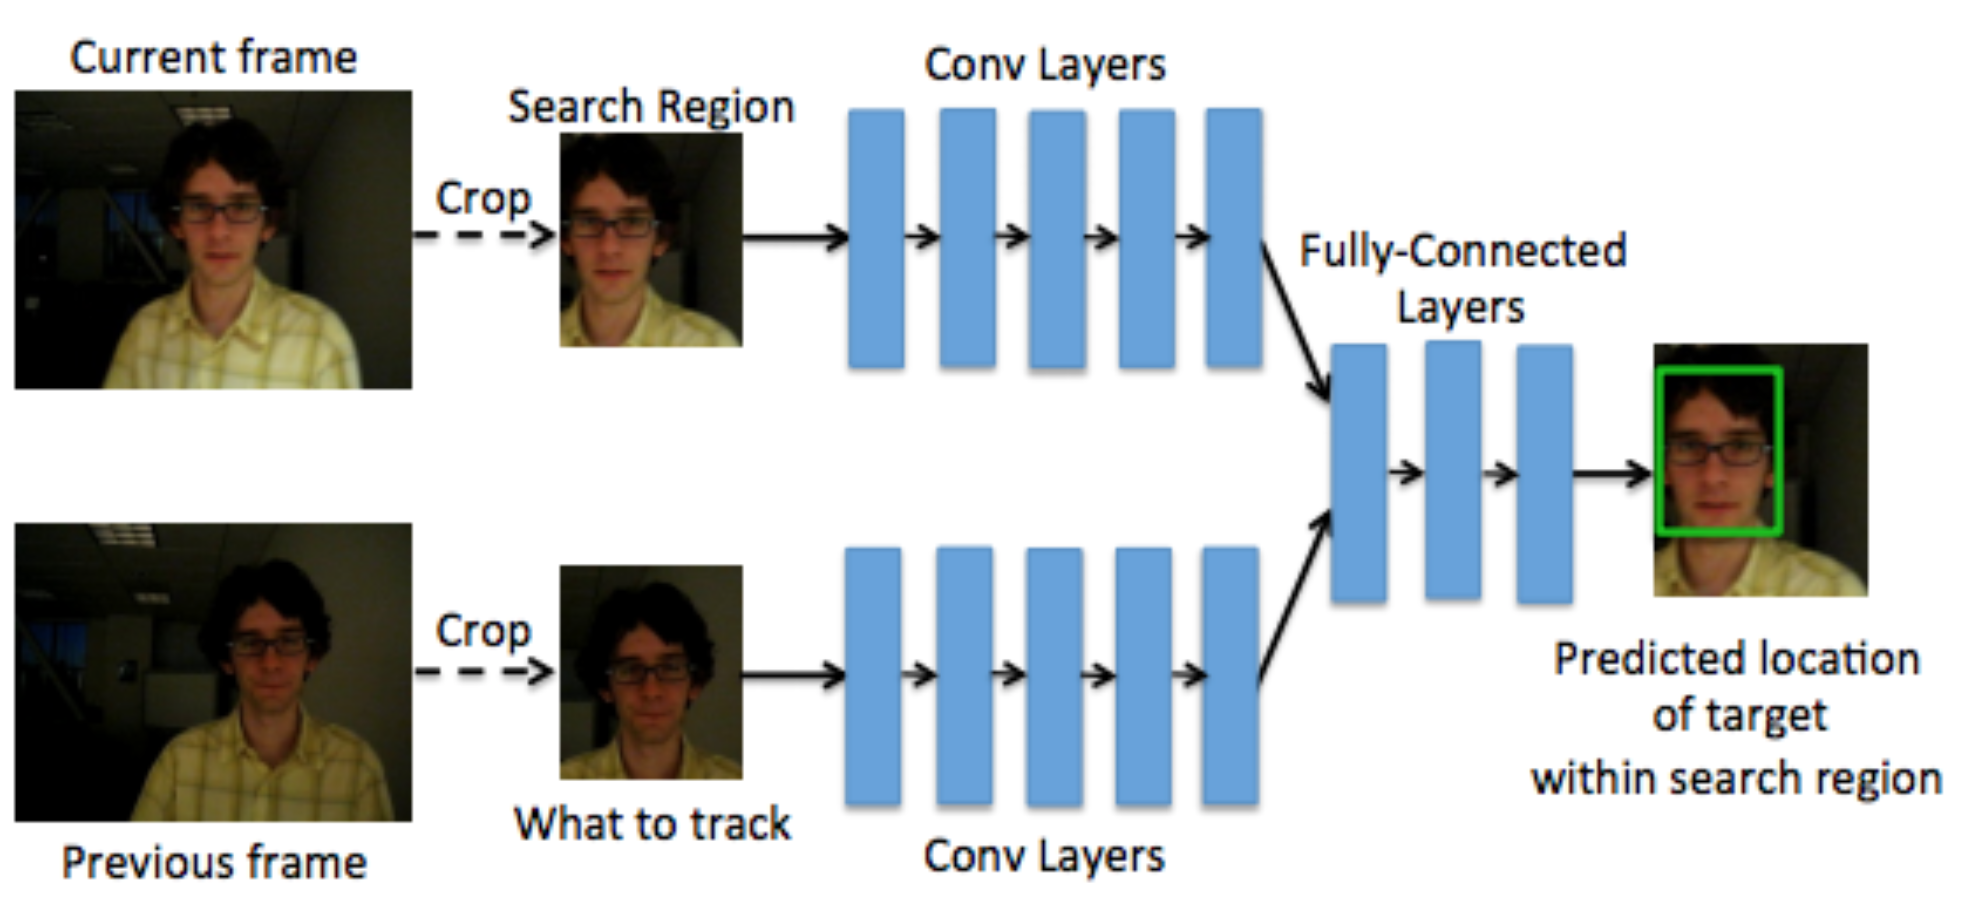 Current frame
Crop
Search Region
Conv Layers
Fully-Connected
Layers
Previous frame
Crop
What to track
Conv Layers
Predicted location
of target
within search region